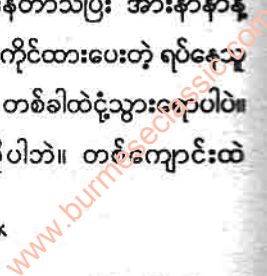 နေတာသိပြီး အားနာနာနဲ့
ကိုင်ထားပေးတဲ့ ရပ်နေသူ
တစ်ခါထဲငုံ့သွားရောပါပဲ။
ပါဘဲ။ တစ်ကျောင်းထဲ
www.burmeseclassic.com